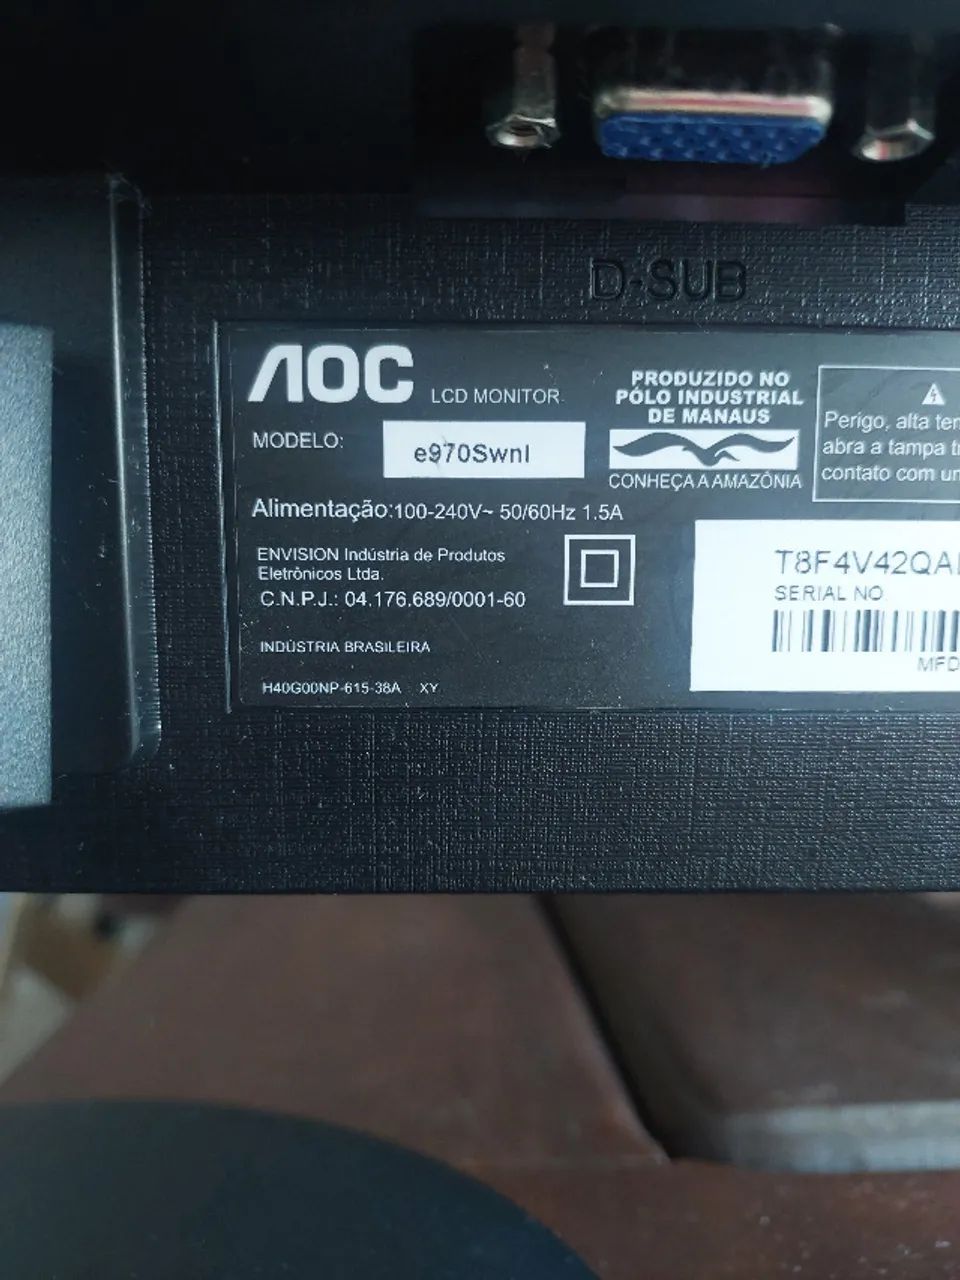 D-SUB
AOC LCD MONITOR
MODELO: e970Swnl
Alimentação:100-240V~ 50/60Hz 1.5A
ENVISION Indústria de Produtos
Eletrônicos Ltda.
C.N.P.J.: 04.176.689/0001-60
INDÚSTRIA BRASILEIRA
H40G00NP-615-38A XY
PRODUZIDO NO
PÓLO INDUSTRIAL
DE MANAUS
CONHEÇA A AMAZÔNIA
Perigo, alta
abra a tampa
contato com
SERIAL NO
MFD